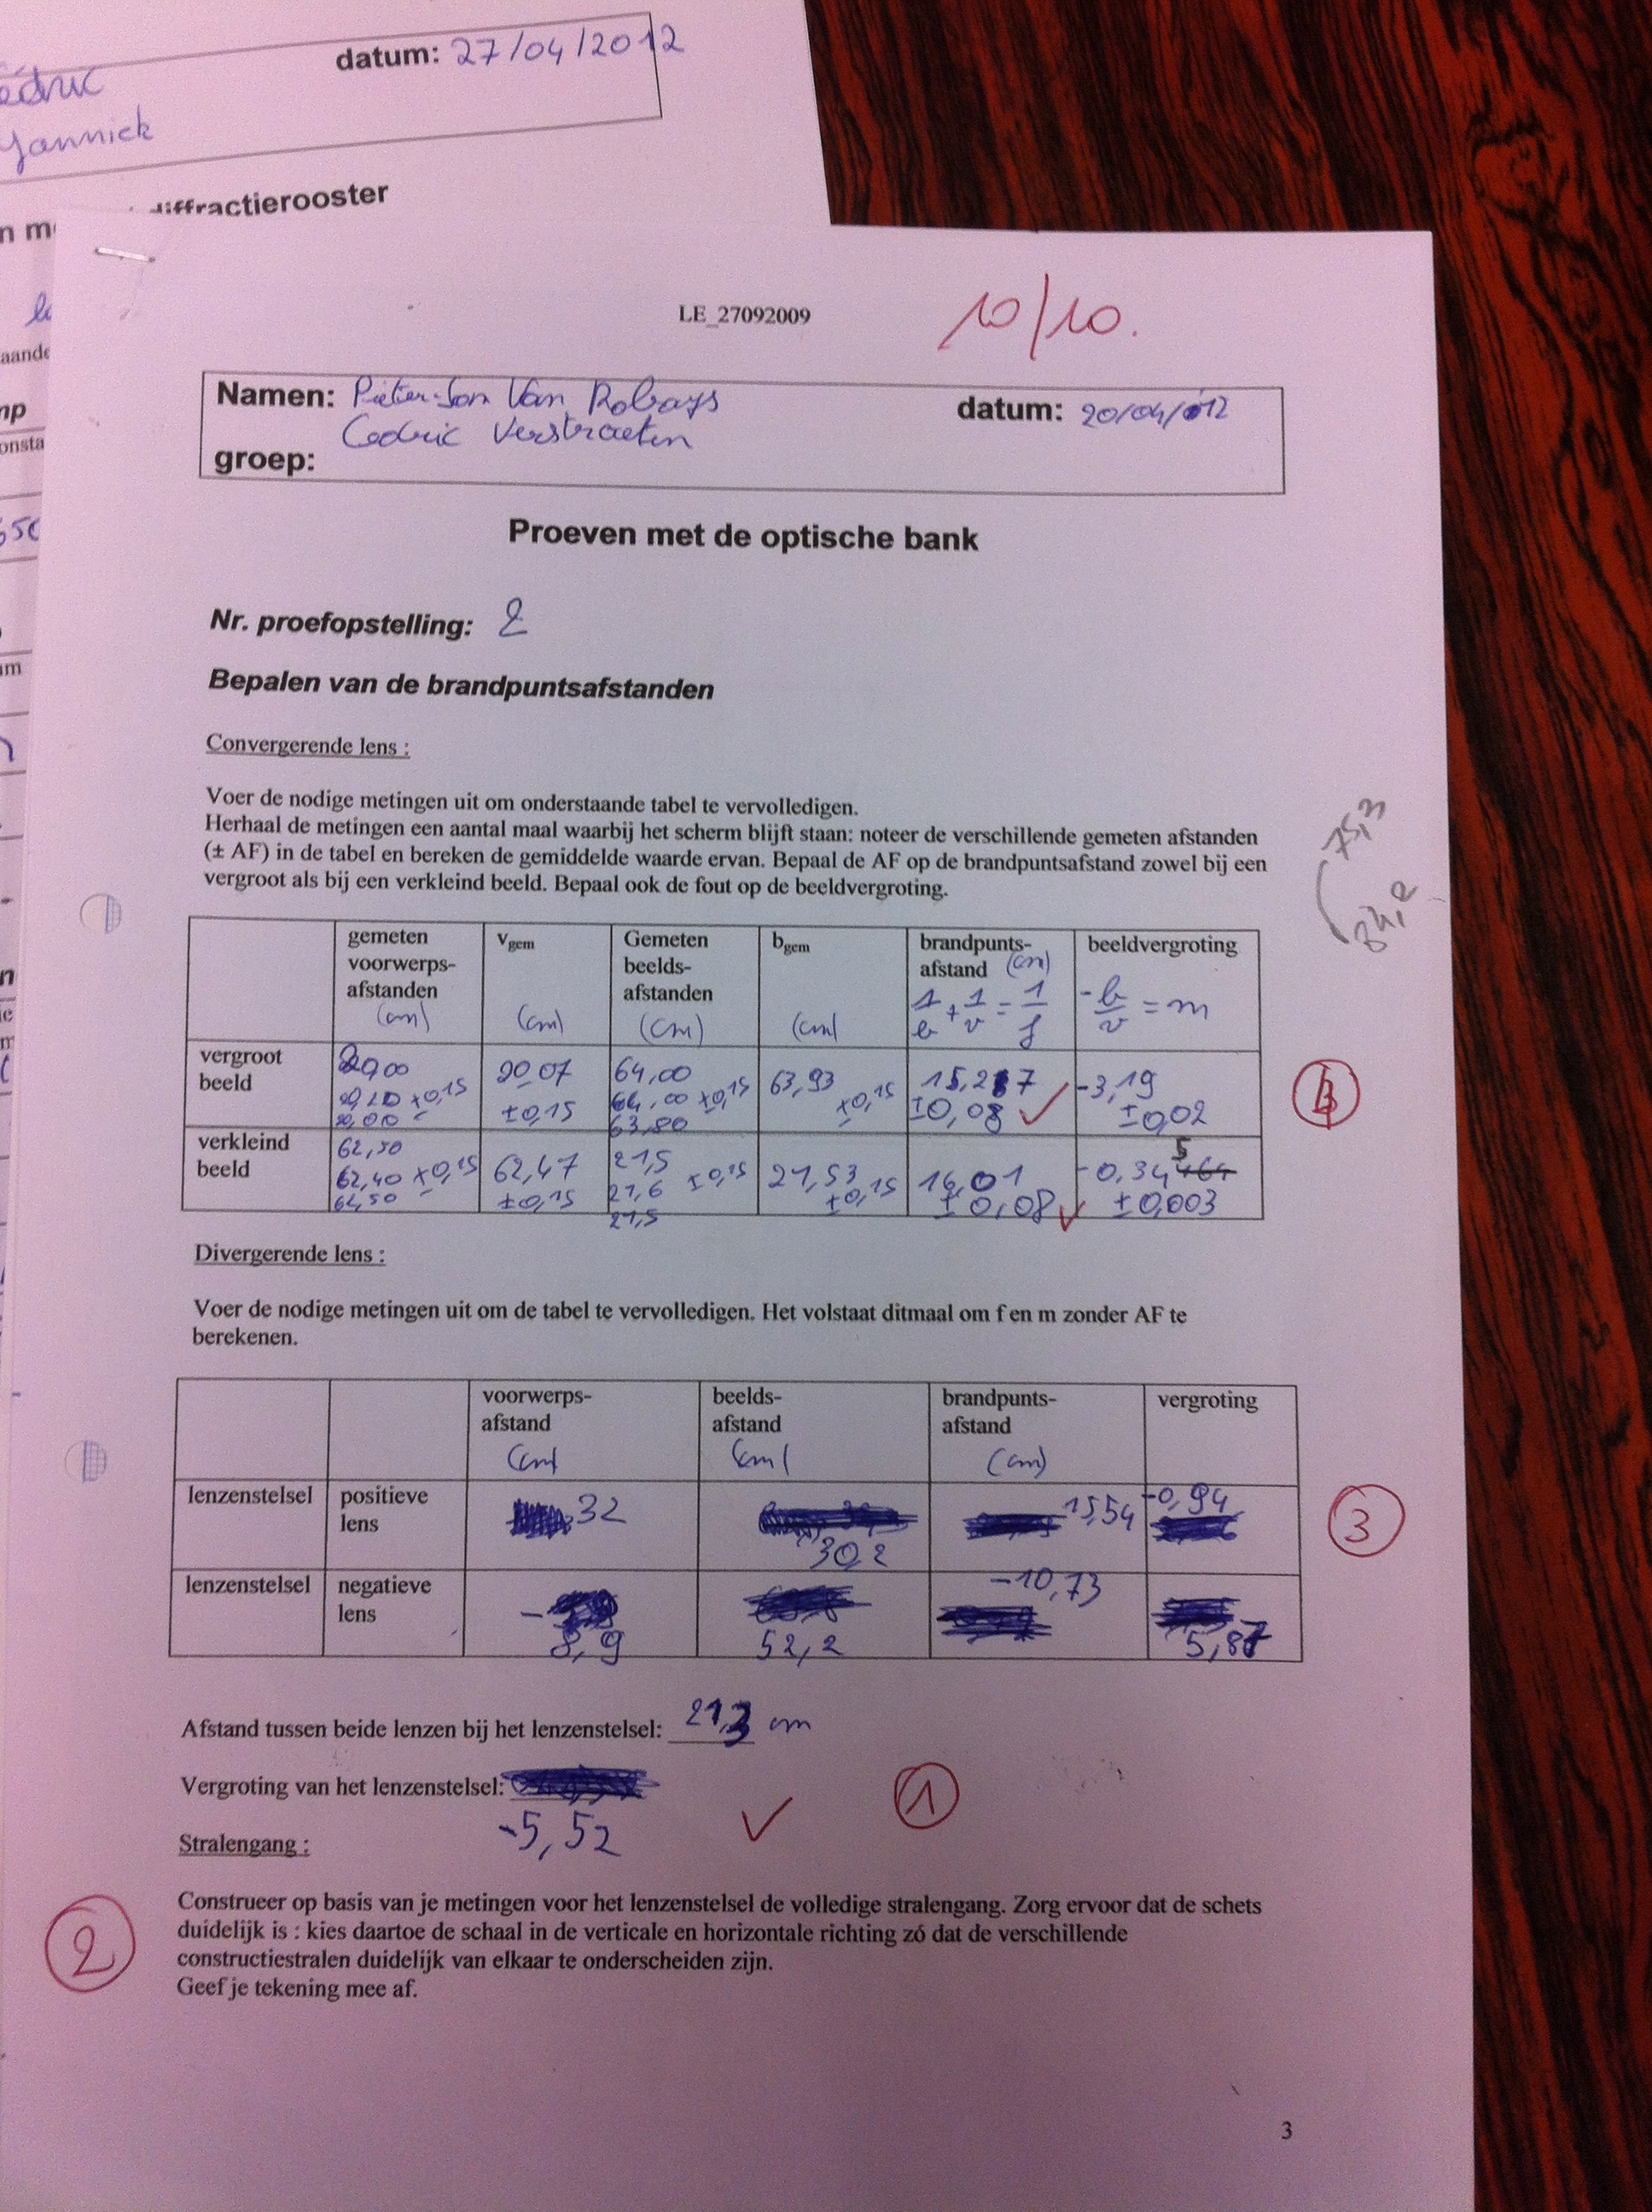 datum: 27/04/2012
Yannick
diffractierooster
LE_27092009
10/10.
Namen: Pieter-Jan Van Robays
Cedric Verstraeten
datum: 20/04/012
groep:
Proeven met de optische bank
Nr. proefopstelling: 2
Bepalen van de brandpuntsafstanden
Convergerende lens :
Voer de nodige metingen uit om onderstaande tabel te vervolledigen.
Herhaal de metingen een aantal maal waarbij het scherm blijft staan: noteer de verschillende gemeten afstanden
(± AF) in de tabel en bereken de gemiddelde waarde ervan. Bepaal de AF op de brandpuntsafstand zowel bij een
vergroot als bij een verkleind beeld. Bepaal ook de fout op de beeldvergroting.
75,3
84,2
gemeten voorwerps-afstanden (cm)
vgem (cm)
Gemeten beelds-afstanden (cm)
bgem (cm)
brandpunts-afstand (cm) 1/b + 1/v = 1/f
beeldvergroting -b/v = m
vergroot beeld
20,00
20,20 ±0,15
20,00
20,07
±0,15
64,00
64,00 ±0,15
63,80
63,93
±0,15
15,27
±0,08
-3,19
±0,02
verkleind beeld
62,50
62,40 ±0,15
62,50
62,47
±0,15
21,5
21,6 ±0,15
21,5
21,53
±0,15
16,01
±0,08
-0,345
±0,003
Divergerende lens :
Voer de nodige metingen uit om de tabel te vervolledigen. Het volstaat ditmaal om f en m zonder AF te
berekenen.
voorwerps-afstand (cm)
beelds-afstand (cm)
brandpunts-afstand (cm)
vergroting
lenzenstelsel positieve lens 32 30,2 15,54 -0,94
3
lenzenstelsel negatieve lens -8,9 52,2 -10,73 5,87
Afstand tussen beide lenzen bij het lenzenstelsel: 21,3 cm
Vergroting van het lenzenstelsel:
-5,52
1
Stralengang :
Construeer op basis van je metingen voor het lenzenstelsel de volledige stralengang. Zorg ervoor dat de schets
duidelijk is : kies daartoe de schaal in de verticale en horizontale richting zó dat de verschillende
constructiestralen duidelijk van elkaar te onderscheiden zijn.
Geef je tekening mee af.
2
3